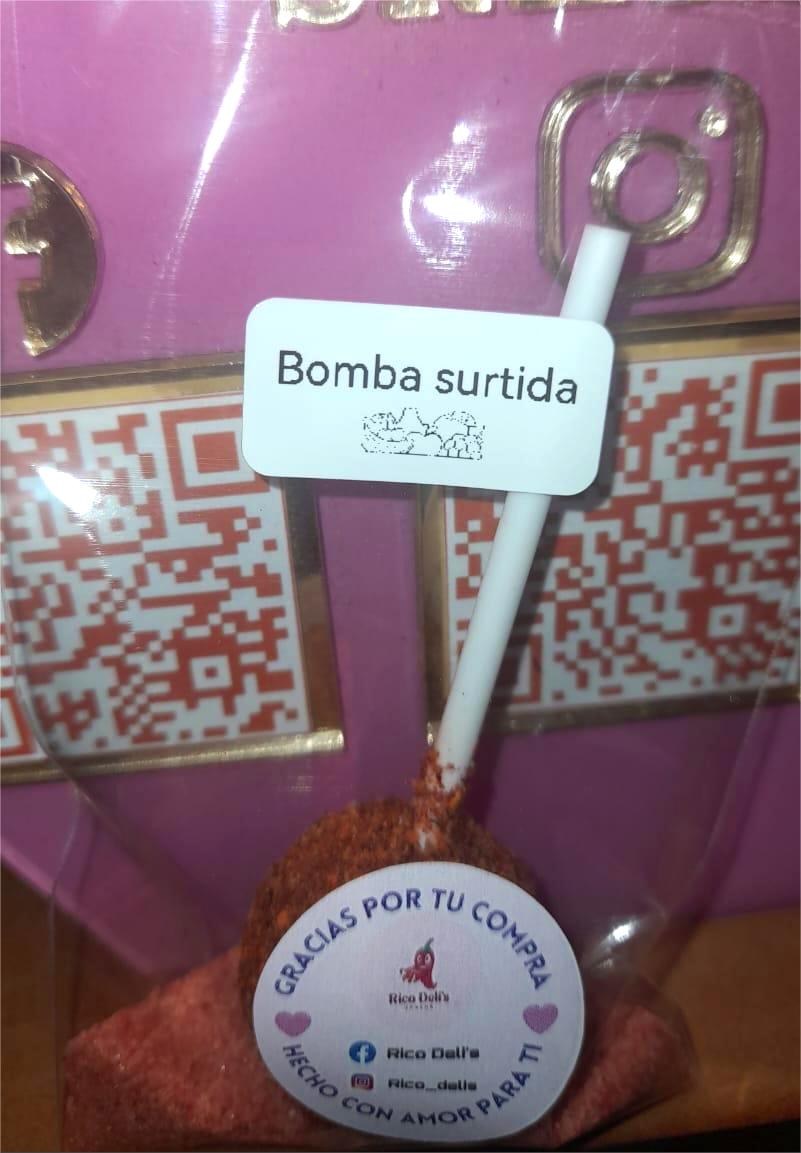 Bomba surtida
GRACIAS POR TU COMPRA
Rico Deli's
Rico Deli's
Rico_delis
HECHO CON AMOR PARA TI